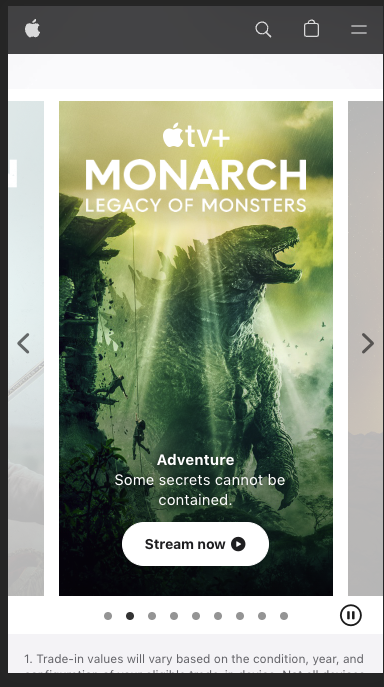 tv+
MONARCH
LEGACY OF MONSTERS
Adventure
Some secrets cannot be
contained.
Stream now
1. Trade-in values will vary based on the condition, year, and